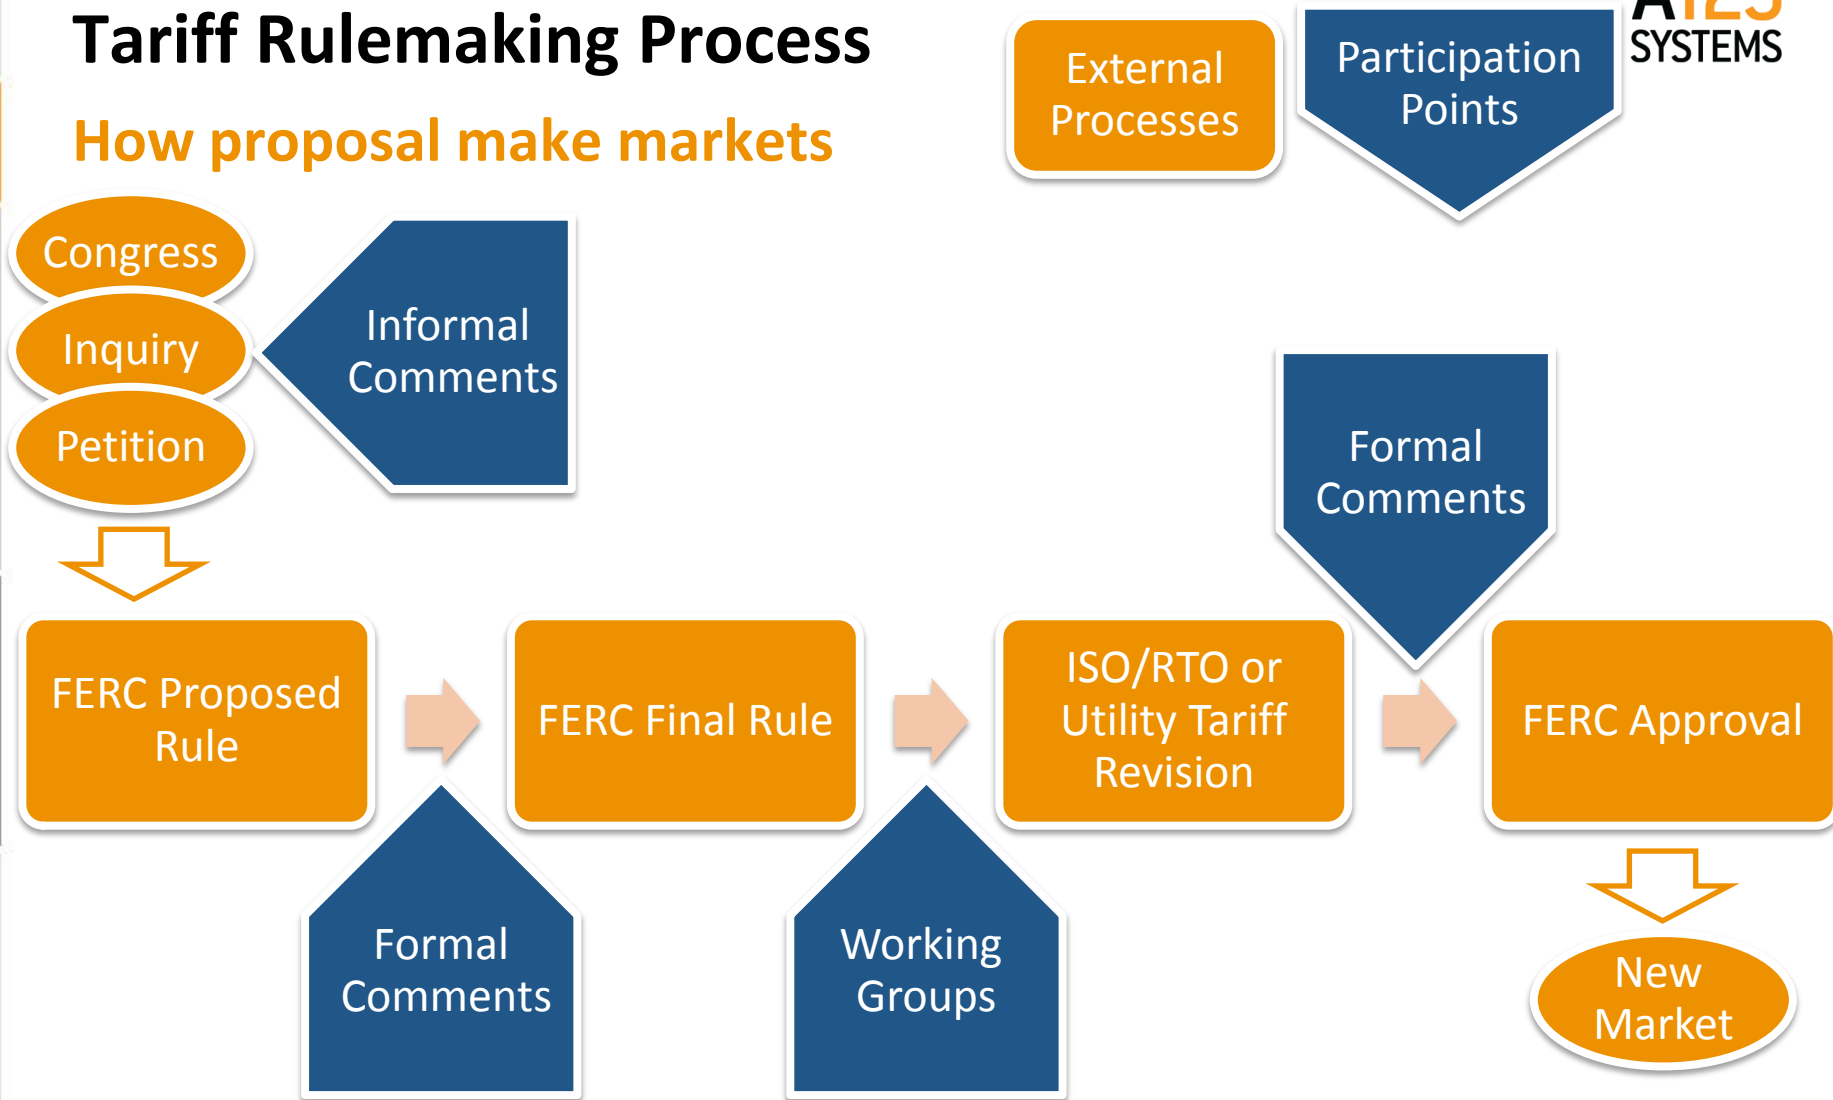 Tariff Rulemaking Process
How proposal make markets
External
Processes
Participation
Points
A123
SYSTEMS
Congress
Inquiry
Petition
Informal
Comments
Formal
Comments
FERC Proposed
Rule
FERC Final Rule
ISO/RTO or
Utility Tariff
Revision
FERC Approval
Formal
Comments
Working
Groups
New
Market